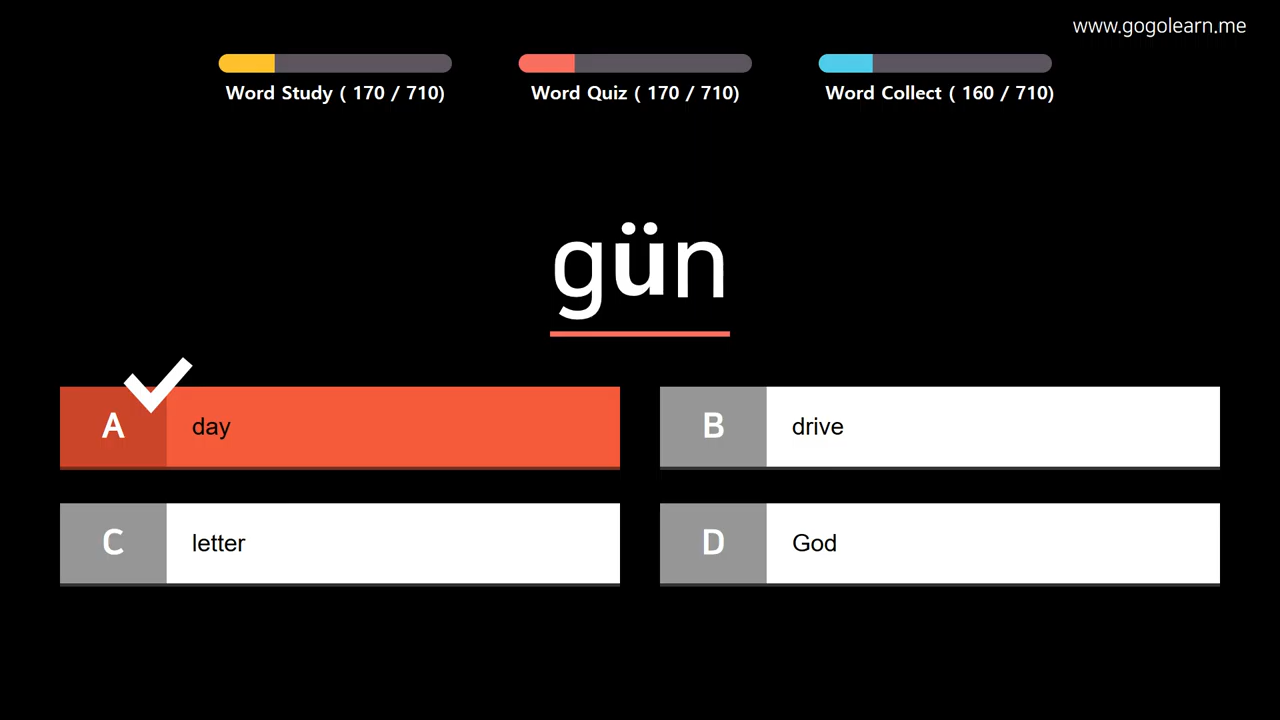 www.gogolearn.me
Word Study ( 170 / 710)
Word Quiz ( 170 / 710)
Word Collect ( 160 / 710)
gün
A day
B drive
C letter
D God